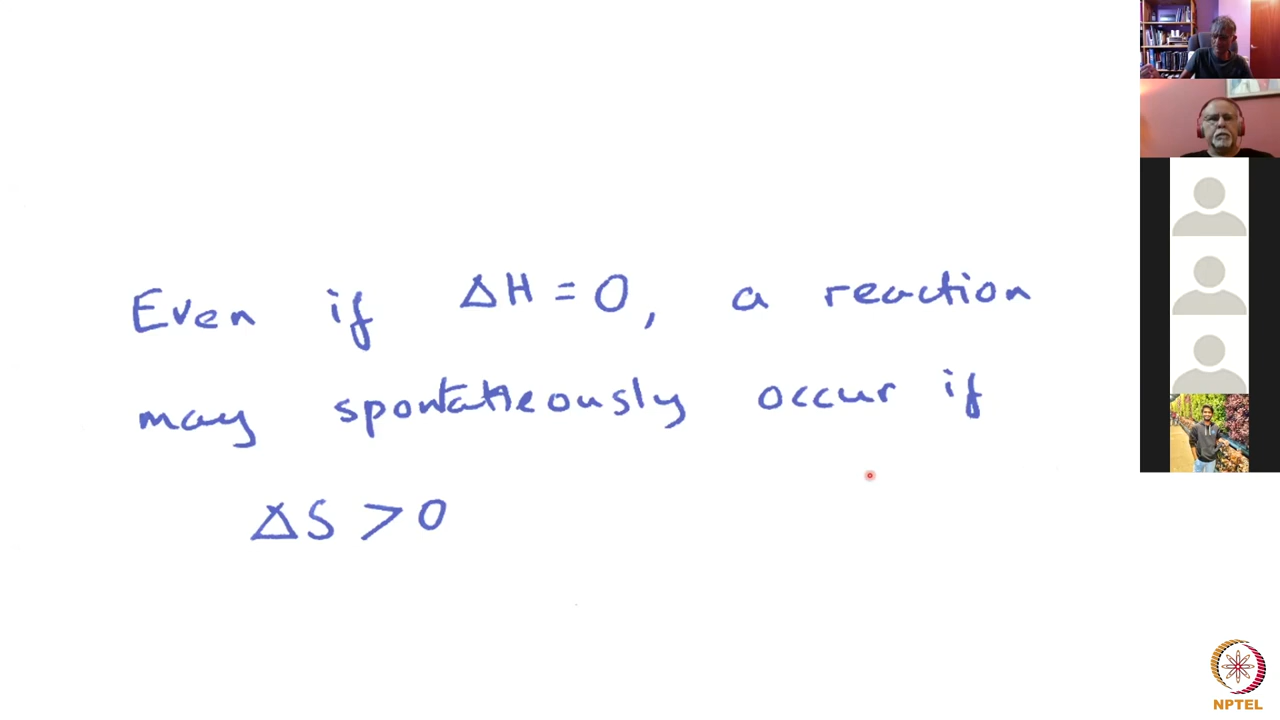 Even if ΔH = 0, a reaction
may spontaneously occur if
ΔS > 0
NPTEL